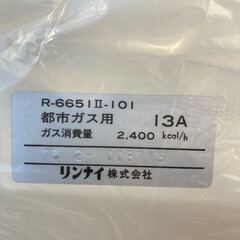 R-6651Ⅱ-101
都市ガス用 13A
ガス消費量 2,400 kcal/h
リンナイ株式会社